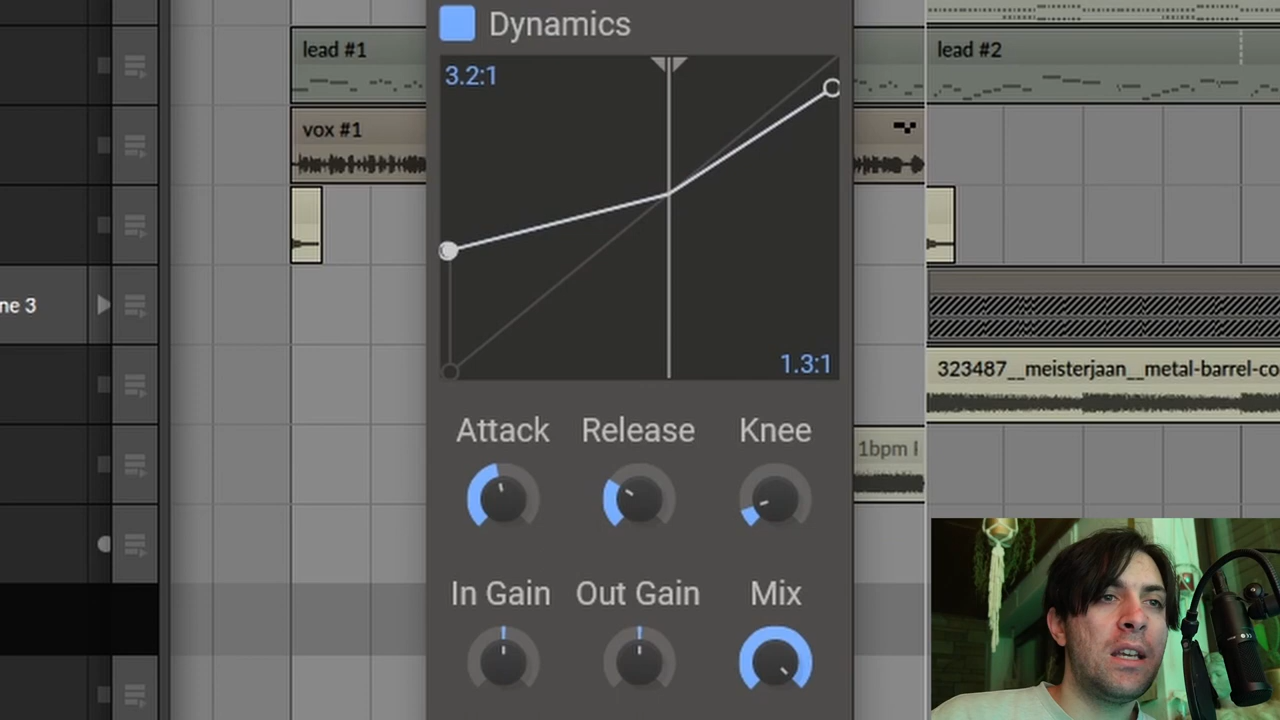 Dynamics
lead #1
3.2:1
lead #2
vox #1
ne 3
1.3:1
323487__meisterjaan__metal-barrel-co
Attack Release Knee
1bpm
In Gain Out Gain Mix